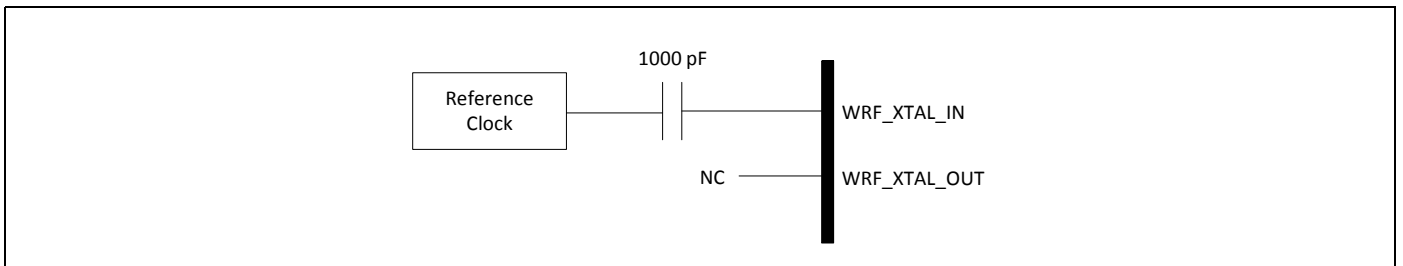 1000 pF
Reference
Clock
WRF_XTAL_IN
NC
WRF_XTAL_OUT